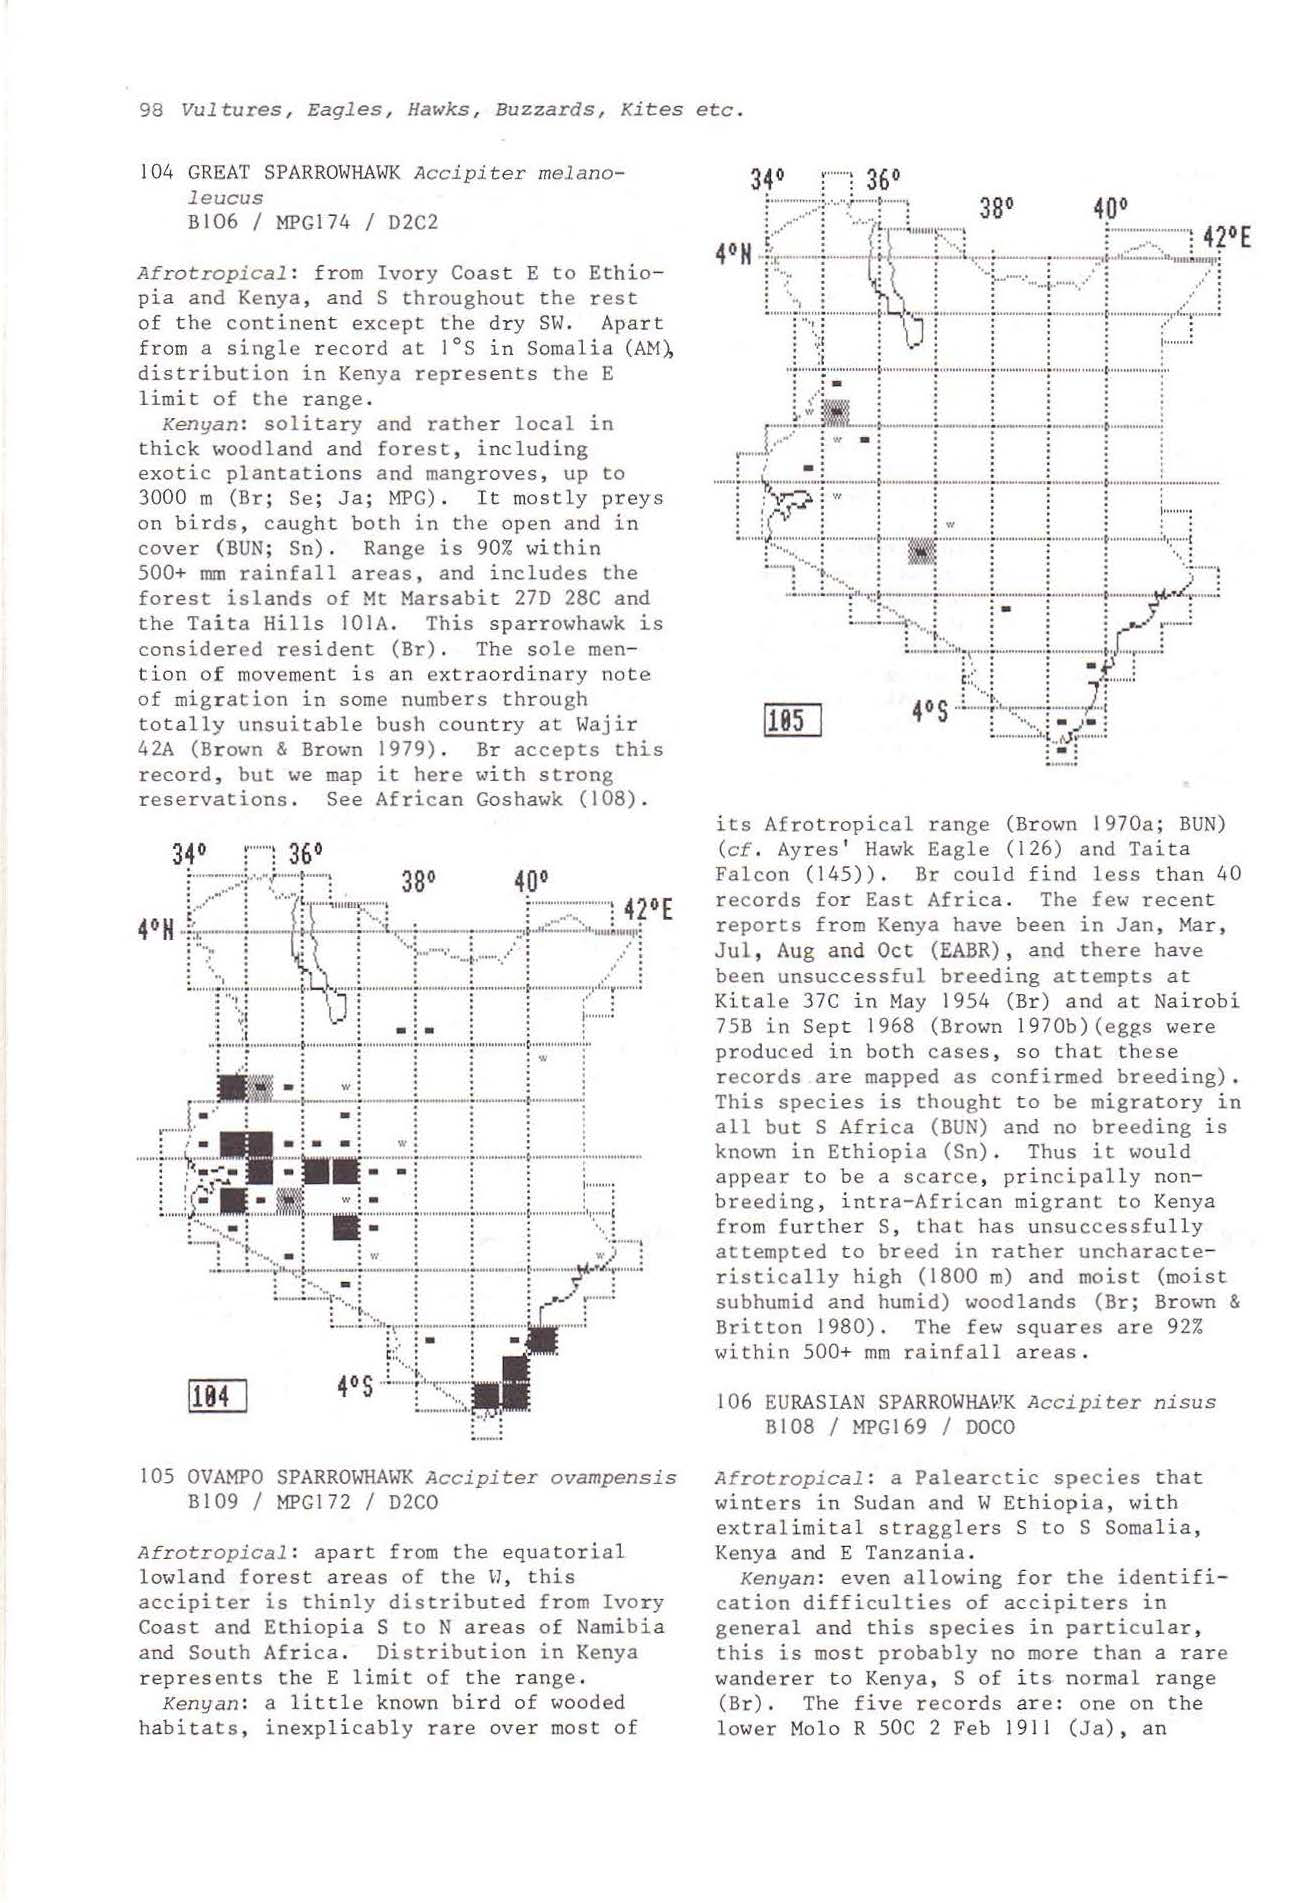 98 Vultures, Eagles, Hawks, Buzzards, Kites etc.
104 GREAT SPARROWHAWK Accipiter melano-
leucus
B106 / MPG174 / D2C2
Afrotropical: from Ivory Coast E to Ethio-
pia and Kenya, and S throughout the rest
of the continent except the dry SW. Apart
from a single record at 1°S in Somalia (AM),
distribution in Kenya represents the E
limit of the range.
Kenyan: solitary and rather local in
thick woodland and forest, including
exotic plantations and mangroves, up to
3000 m (Br; Se; Ja; MPG). It mostly preys
on birds, caught both in the open and in
cover (BUN; Sn). Range is 90% within
500+ mm rainfall areas, and includes the
forest islands of Mt Marsabit 27D 28C and
the Taita Hills 101A. This sparrowhawk is
considered resident (Br). The sole men-
tion of movement is an extraordinary note
of migration in some numbers through
totally unsuitable bush country at Wajir
42A (Brown & Brown 1979). Br accepts this
record, but we map it here with strong
reservations. See African Goshawk (108).
34° 36°
38° 40°
42°E
4°N
w
w
w
w
w
w
4°S
104
105 OVAMPO SPARROWHAWK Accipiter ovampensis
B109 / MPG172 / D2C0
Afrotropical: apart from the equatorial
lowland forest areas of the W, this
accipiter is thinly distributed from Ivory
Coast and Ethiopia S to N areas of Namibia
and South Africa. Distribution in Kenya
represents the E limit of the range.
Kenyan: a little known bird of wooded
habitats, inexplicably rare over most of
34° 36°
38° 40°
42°E
4°N
w
w
w
w
4°S
105
its Afrotropical range (Brown 1970a; BUN)
(cf. Ayres' Hawk Eagle (126) and Taita
Falcon (145)). Br could find less than 40
records for East Africa. The few recent
reports from Kenya have been in Jan, Mar,
Jul, Aug and Oct (EABR), and there have
been unsuccessful breeding attempts at
Kitale 37C in May 1954 (Br) and at Nairobi
75B in Sept 1968 (Brown 1970b)(eggs were
produced in both cases, so that these
records are mapped as confirmed breeding).
This species is thought to be migratory in
all but S Africa (BUN) and no breeding is
known in Ethiopia (Sn). Thus it would
appear to be a scarce, principally non-
breeding, intra-African migrant to Kenya
from further S, that has unsuccessfully
attempted to breed in rather uncharacte-
ristically high (1800 m) and moist (moist
subhumid and humid) woodlands (Br; Brown &
Britton 1980). The few squares are 92%
within 500+ mm rainfall areas.
106 EURASIAN SPARROWHAWK Accipiter nisus
B108 / MPG169 / D0C0
Afrotropical: a Palearctic species that
winters in Sudan and W Ethiopia, with
extralimital stragglers S to S Somalia,
Kenya and E Tanzania.
Kenyan: even allowing for the identifi-
cation difficulties of accipiters in
general and this species in particular,
this is most probably no more than a rare
wanderer to Kenya, S of its normal range
(Br). The five records are: one on the
lower Molo R 50C 2 Feb 1911 (Ja), an